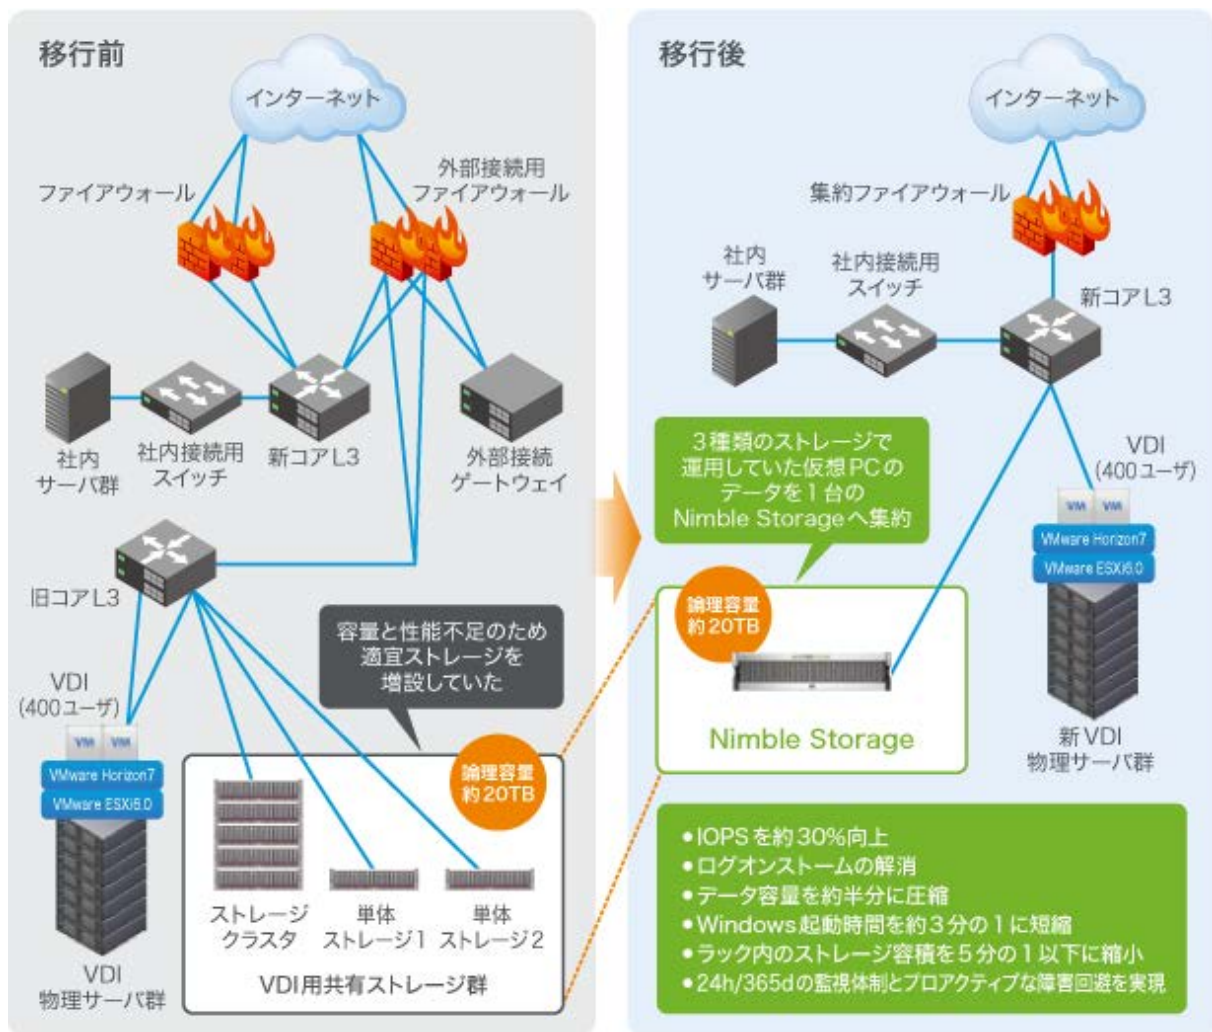 移行前
インターネット
ファイアウォール
外部接続用
ファイアウォール
社内
サーバ群
社内接続用
スイッチ
新コアL3
外部接続
ゲートウェイ
旧コアL3
容量と性能不足のため
適宜ストレージを
増設していた
VDI
(400ユーザ)
VM VM
VMware Horizon7
VMware ESXi6.0
VDI
物理サーバ群
論理容量
約20TB
ストレージ
クラスタ
単体
ストレージ1
単体
ストレージ2
VDI用共有ストレージ群
移行後
インターネット
集約ファイアウォール
社内
サーバ群
社内接続用
スイッチ
新コアL3
3種類のストレージで
運用していた仮想PCの
データを1台の
Nimble Storageへ集約
VDI
(400ユーザ)
VM VM
VMware Horizon7
VMware ESXi6.0
新VDI
物理サーバ群
論理容量
約20TB
Nimble Storage
●IOPSを約30%向上
●ログオンストームの解消
●データ容量を約半分に圧縮
●Windows起動時間を約3分の1に短縮
●ラック内のストレージ容積を5分の1以下に縮小
●24h/365dの監視体制とプロアクティブな障害回避を実現